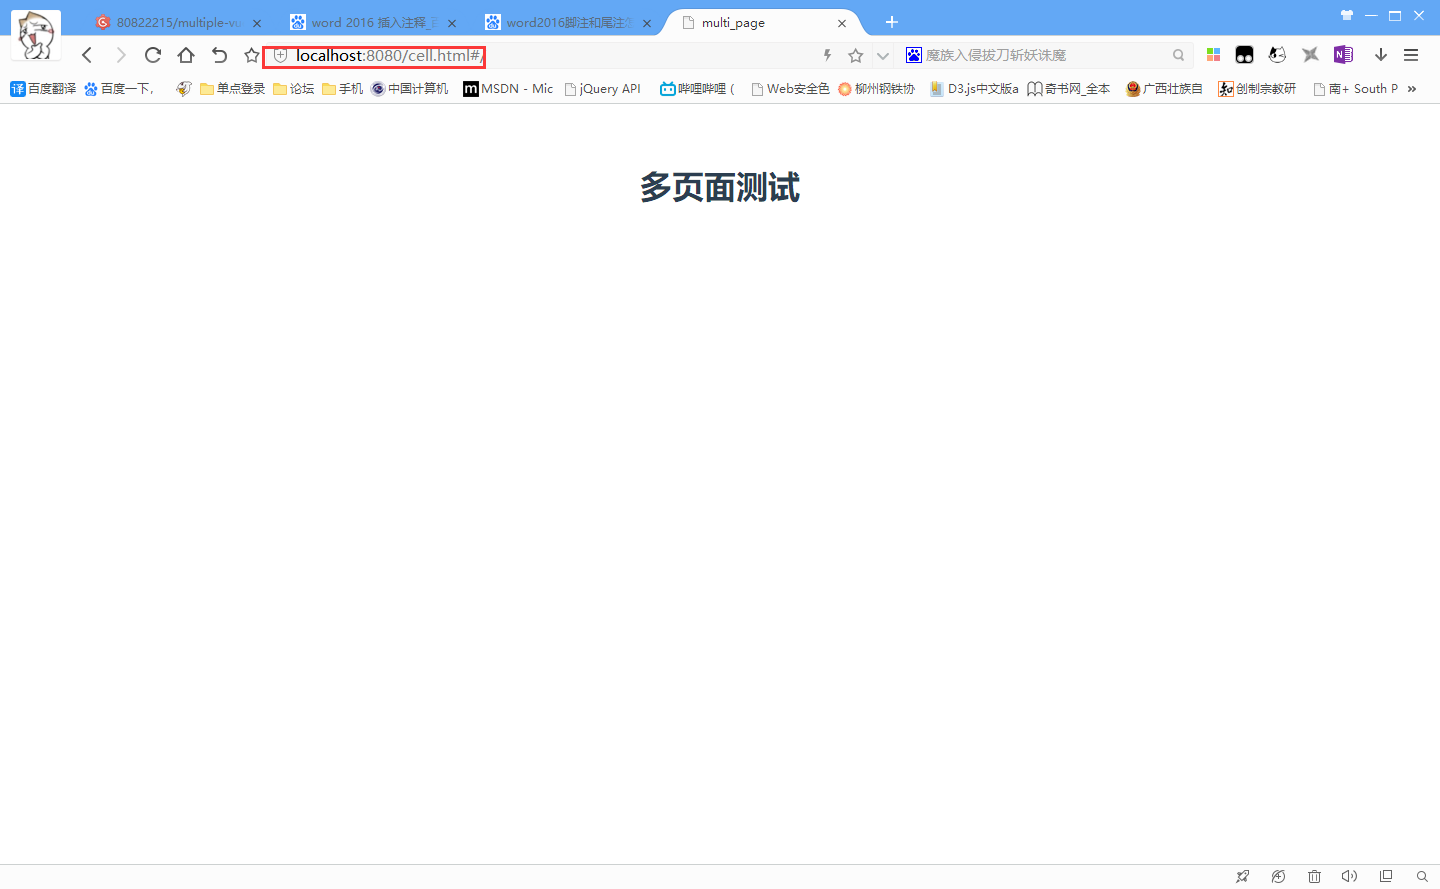 80822215/multiple-vu
word 2016 插入注释_百
word2016脚注和尾注怎
multi_page
localhost:8080/cell.html#/
魔族入侵拔刀斩妖诛魔
译 百度翻译
百度一下，
单点登录
论坛
手机
中国计算机
m MSDN - Mic
jQuery API
哔哩哔哩 (
Web安全色
柳州钢铁协
D3.js中文版a
奇书网_全本
广西壮族自
创制宗教研
南+ South P
多页面测试